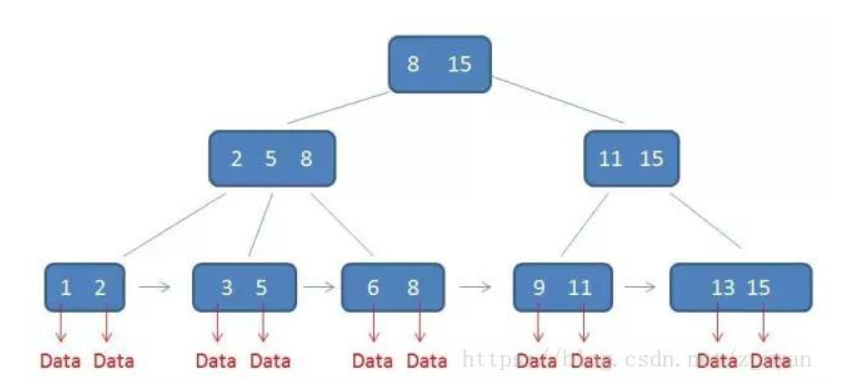 8 15
2 5 8
11 15
1 2
3 5
6 8
9 11
13 15
Data Data
Data Data
Data Data
Data Data
Data Data